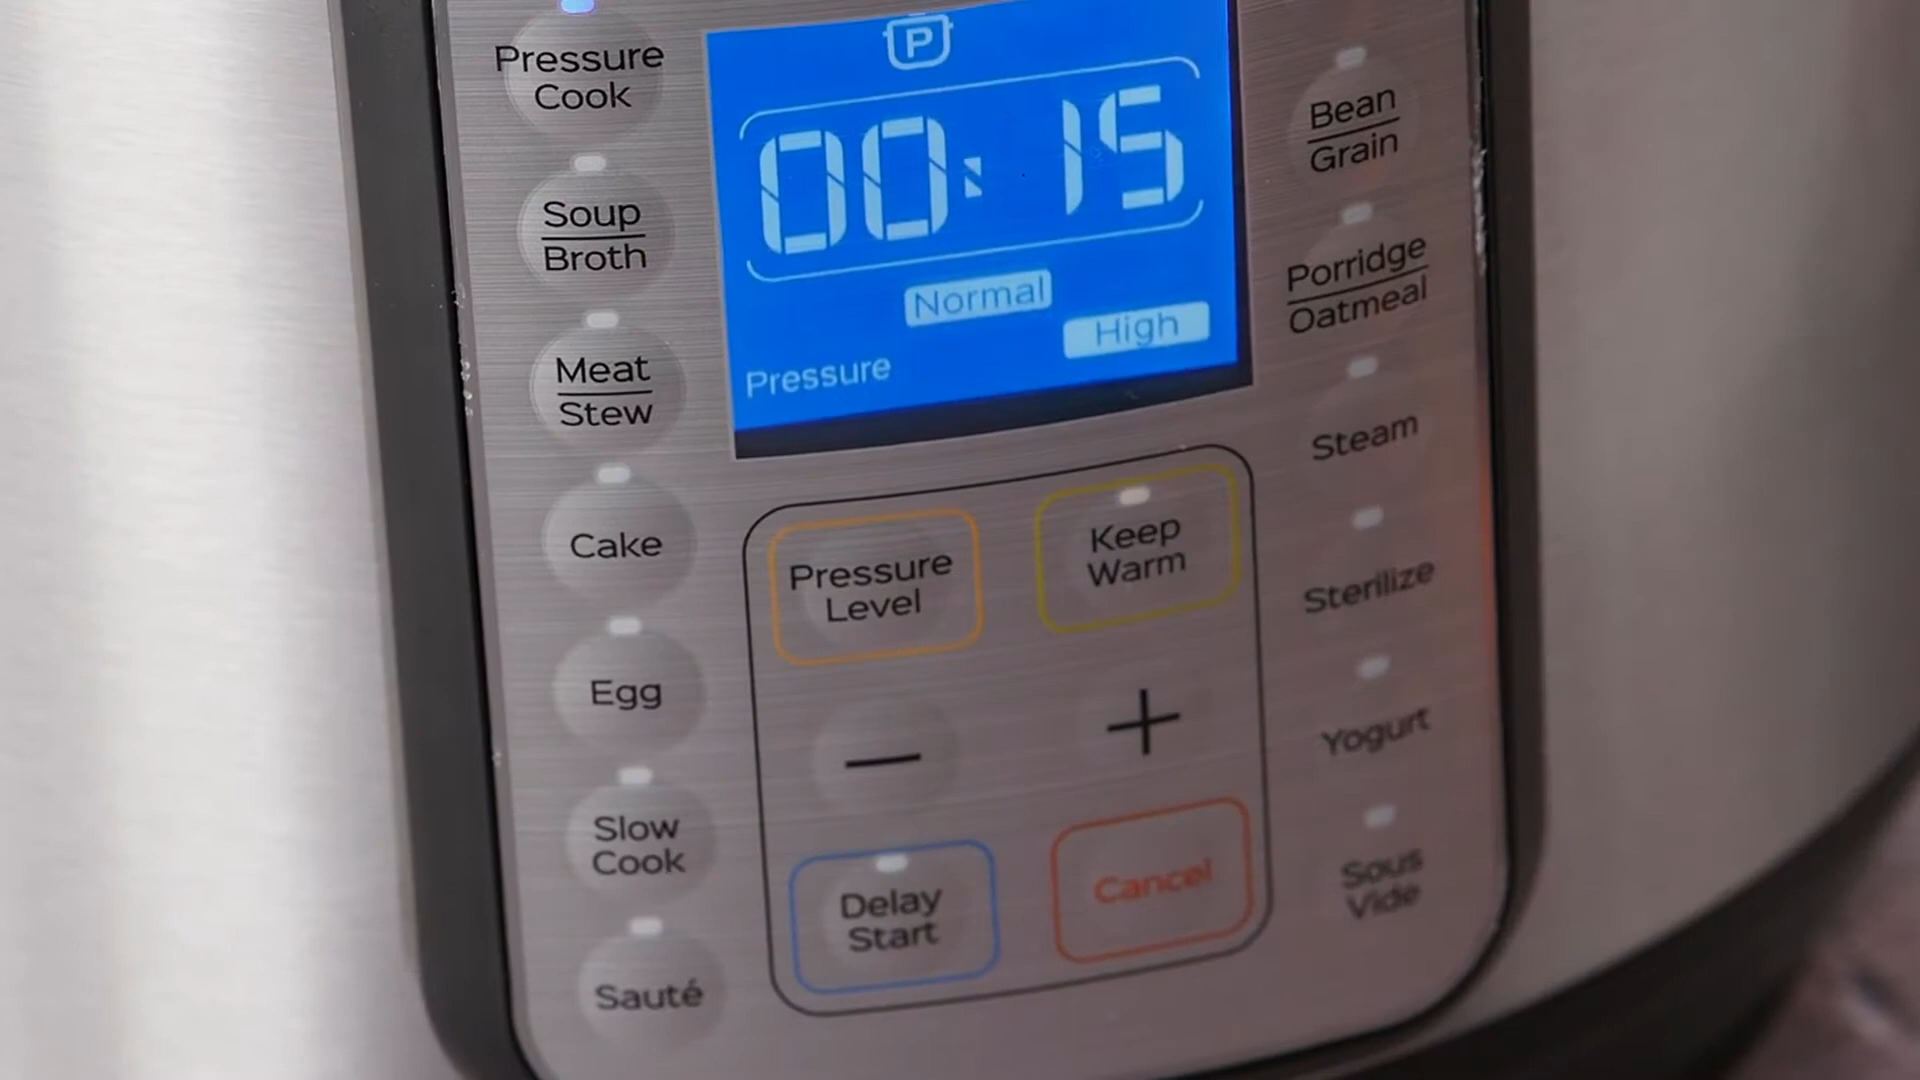 Pressure
Cook
Soup
Broth
Meat
Stew
Cake
Egg
Slow
Cook
Sauté
P
00:15
Normal
High
Pressure
Pressure
Level
Keep
Warm
−
+
Delay
Start
Cancel
Bean
Grain
Porridge
Oatmeal
Steam
Sterilize
Yogurt
Sous
Vide